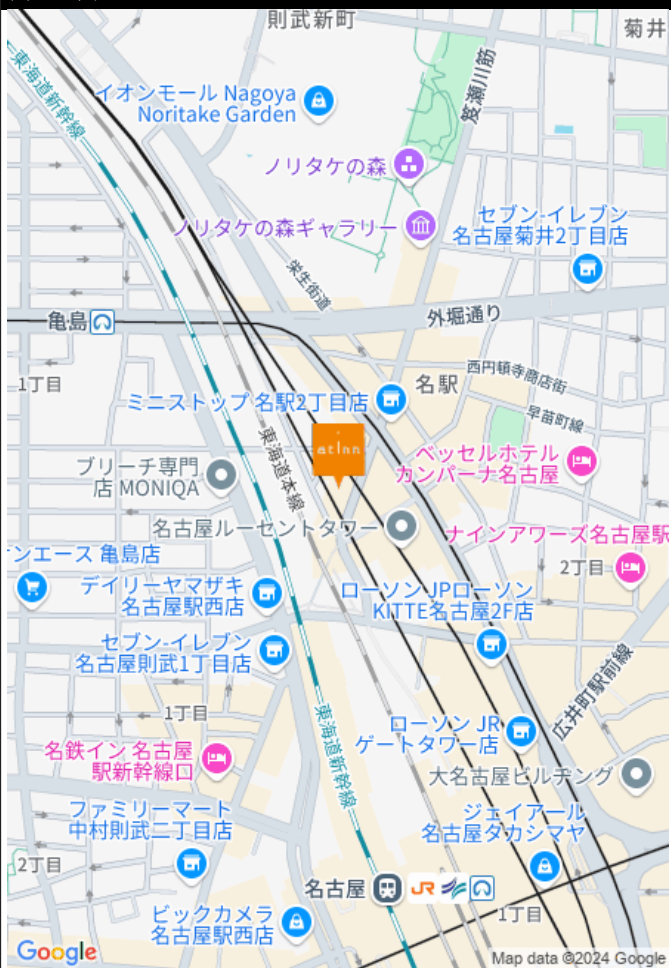 則武新町
菊井
東海道新幹線
イオンモール Nagoya
Noritake Garden
笈瀬川筋
ノリタケの森
ノリタケの森ギャラリー
セブン-イレブン
名古屋菊井2丁目店
栄生街道
外堀通り
亀島
1丁目
西円頓寺商店街
名駅
ミニストップ 名駅2丁目店
早苗町線
atinn
東海道本線
ベッセルホテル
カンパーナ名古屋
ブリーチ専門
店 MONIQA
名古屋ルーセントタワー
ナインアワーズ名古屋駅
ンエース 亀島店
2丁目
デイリーヤマザキ
名古屋駅西店
ローソン JPローソン
KITTE名古屋2F店
セブン-イレブン
名古屋則武1丁目店
広井町駅前線
1丁目
東海道新幹線
ローソン JR
ゲートタワー店
名鉄イン 名古屋
駅新幹線口
大名古屋ビルヂング
ファミリーマート
中村則武二丁目店
ジェイアール
名古屋タカシマヤ
2丁目
名古屋
JR
1丁目
ビックカメラ
名古屋駅西店
Google
Map data ©2024 Google